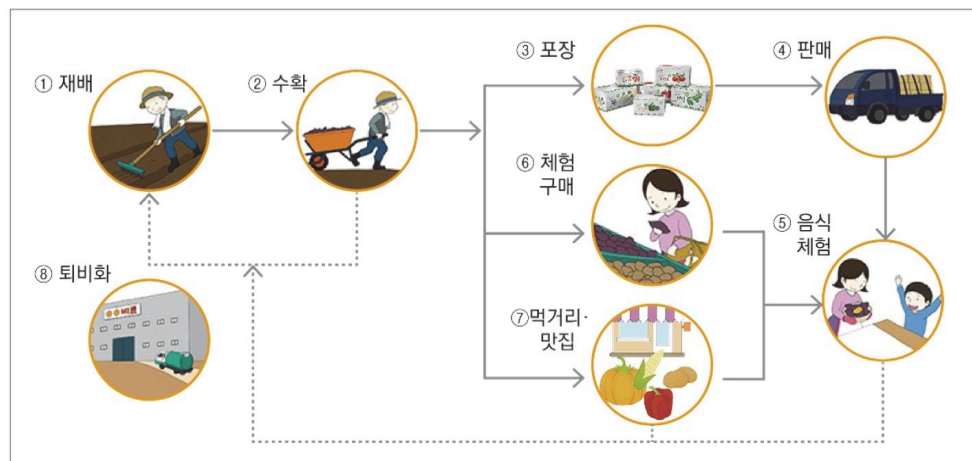 ① 재배
② 수확
③ 포장
④ 판매
⑥ 체험
구매
⑤ 음식
체험
⑧ 퇴비화
⑦먹거리·
맛집